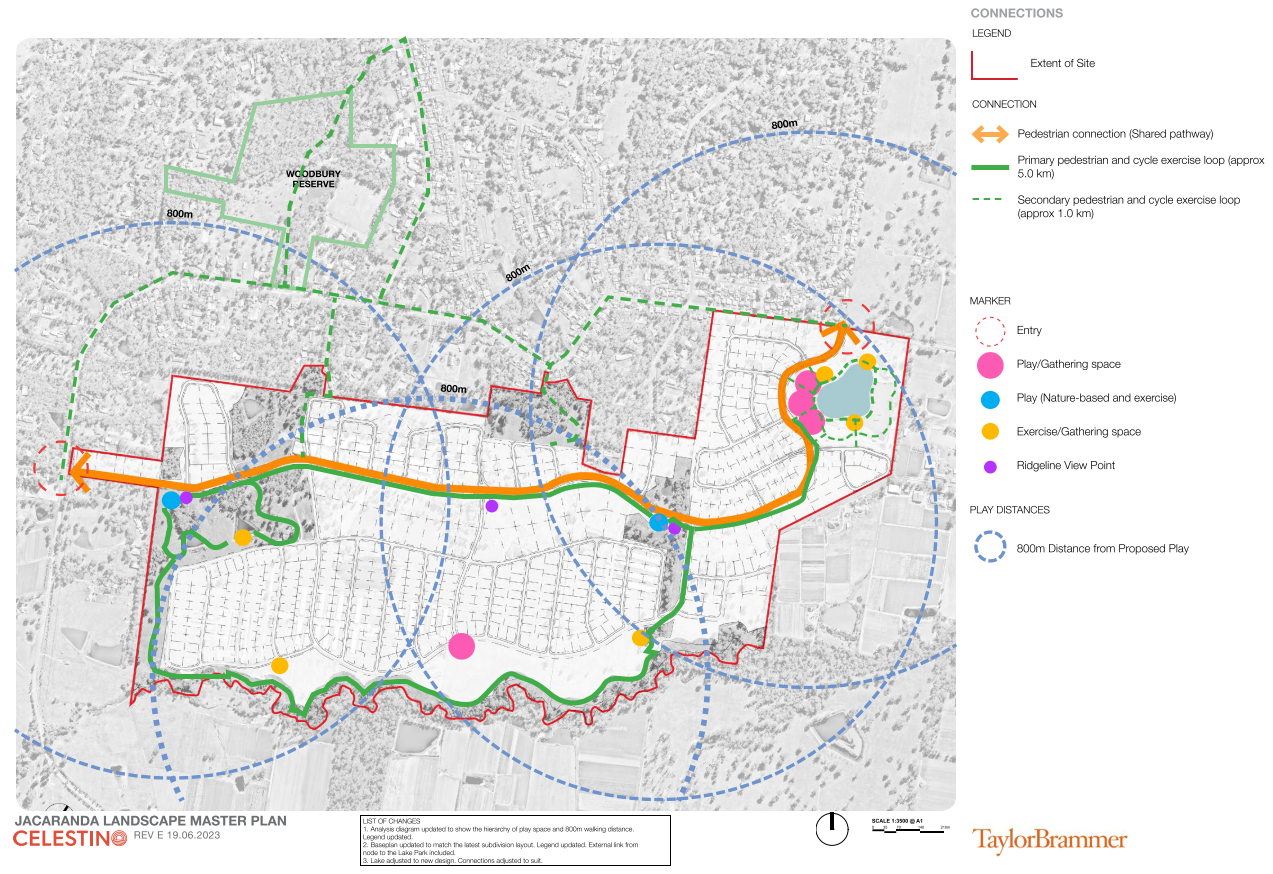 CONNECTIONS
LEGEND
Extent of Site
CONNECTION
Pedestrian connection (Shared pathway)
Primary pedestrian and cycle exercise loop (approx
5.0 km)
Secondary pedestrian and cycle exercise loop
(approx 1.0 km)
MARKER
Entry
Play/Gathering space
Play (Nature-based and exercise)
Exercise/Gathering space
Ridgeline View Point
PLAY DISTANCES
800m Distance from Proposed Play
800m
WOODBURY
RESERVE
800m
800m
800m
JACARANDA LANDSCAPE MASTER PLAN
CELESTINO
REV E 19.06.2023
LIST OF CHANGES
1. Analysis diagram updated to show the hierarchy of play space and 800m walking distance.
Legend updated.
2. Baseplan updated to match the latest subdivision layout. Legend updated. External link from
node to the Lake Park included.
3. Lake adjusted to new design. Connections adjusted to suit.
SCALE 1:3500 @ A1
TaylorBrammer